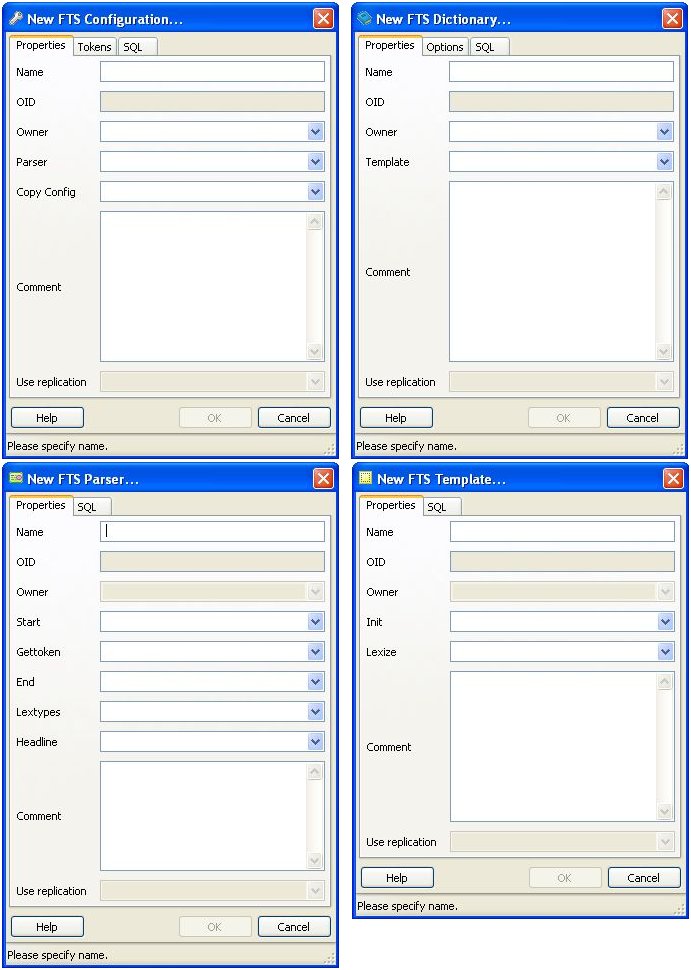 New FTS Configuration...
Properties Tokens SQL
Name
OID
Owner
Parser
Copy Config
Comment
Use replication
Help OK Cancel
Please specify name.
New FTS Dictionary...
Properties Options SQL
Name
OID
Owner
Template
Comment
Use replication
Help OK Cancel
Please specify name.
New FTS Parser...
Properties SQL
Name
OID
Owner
Start
Gettoken
End
Lextypes
Headline
Comment
Use replication
Help OK Cancel
Please specify name.
New FTS Template...
Properties SQL
Name
OID
Owner
Init
Lexize
Comment
Use replication
Help OK Cancel
Please specify name.